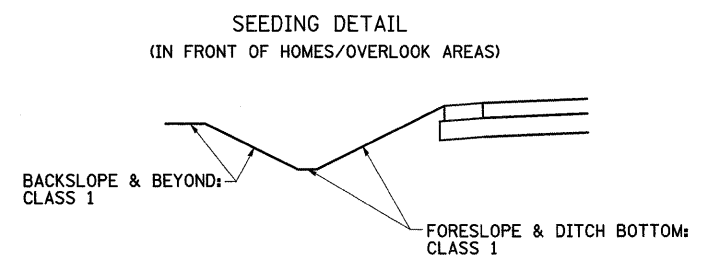 SEEDING DETAIL
(IN FRONT OF HOMES/OVERLOOK AREAS)
BACKSLOPE & BEYOND:
CLASS 1
FORESLOPE & DITCH BOTTOM:
CLASS 1